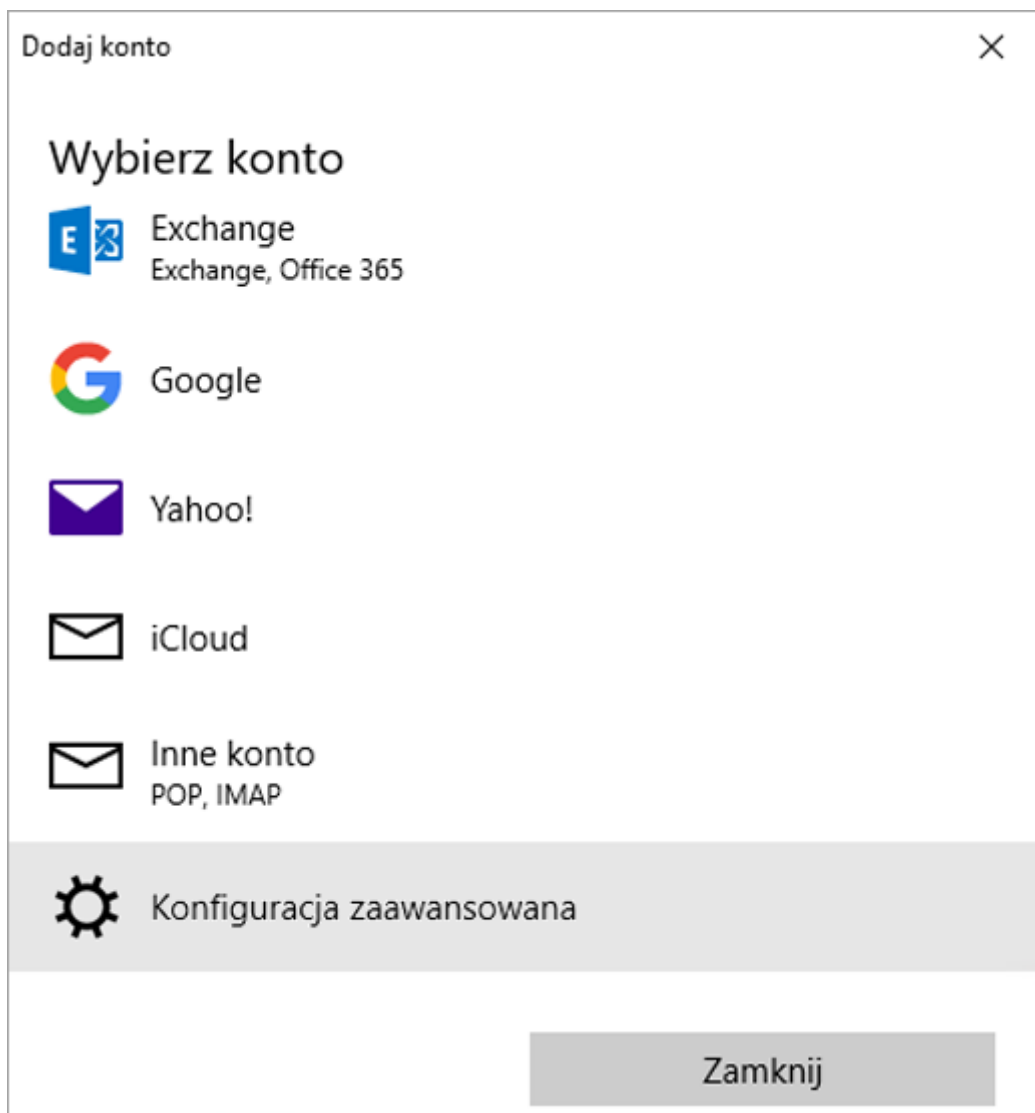 Dodaj konto
Wybierz konto
Exchange
Exchange, Office 365
Google
Yahoo!
iCloud
Inne konto
POP, IMAP
Konfiguracja zaawansowana
Zamknij